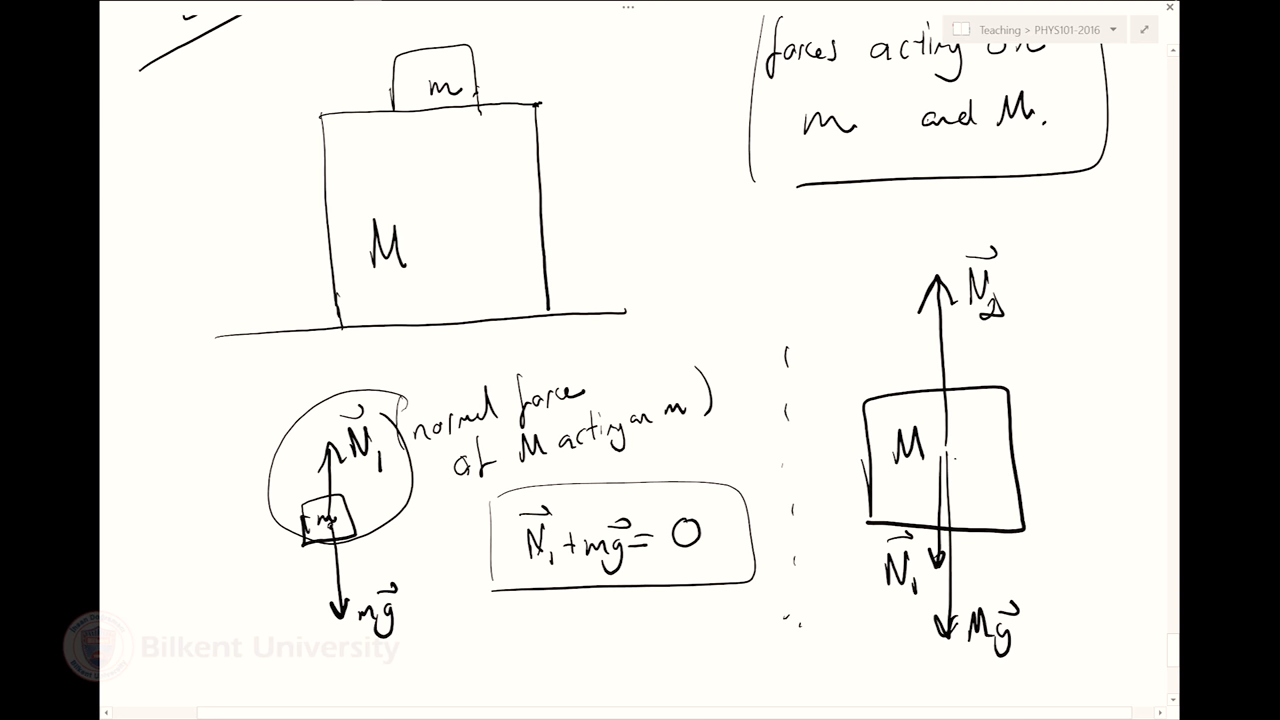 Teaching > PHYS101-2016
forces acting on
m and M.
m
M
N⃗₂
N⃗₁ (normal force
of M acting on m)
m
N⃗₁ + mg⃗ = 0
mg⃗
M
N⃗₁
Mg⃗
Bilkent University